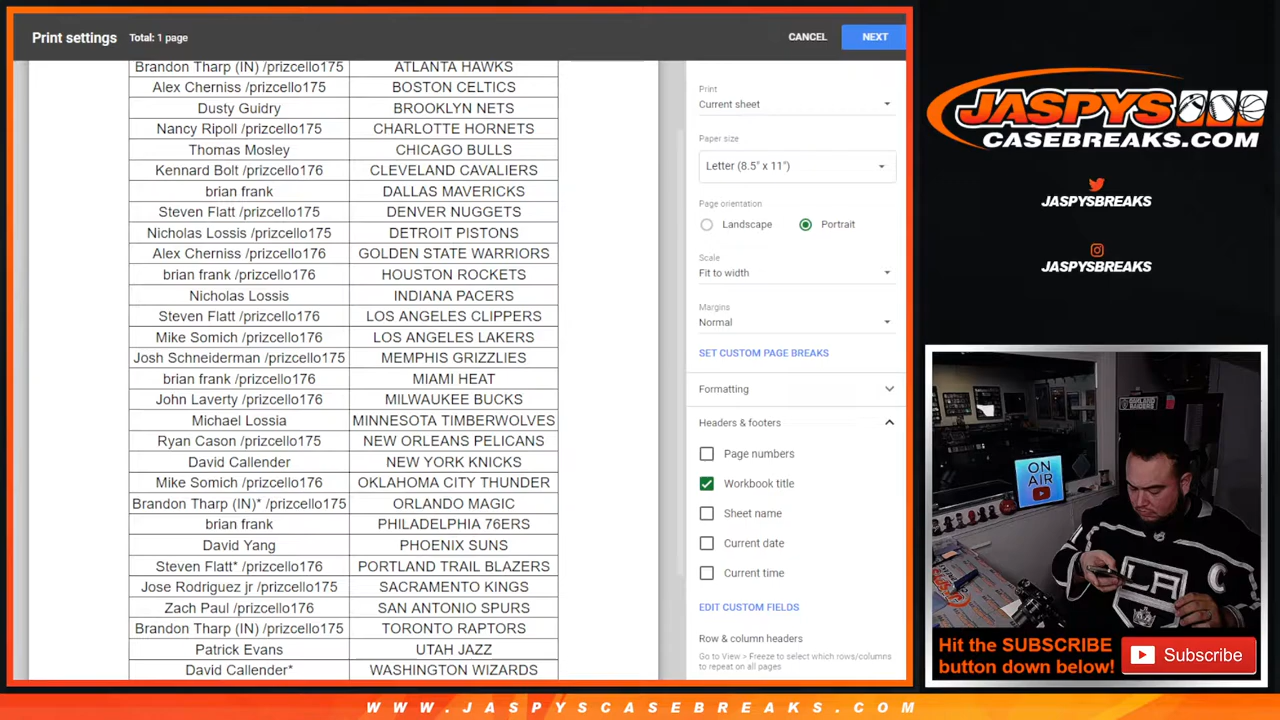 Print settings Total: 1 page CANCEL NEXT
Brandon Tharp (IN) /prizcello175 ATLANTA HAWKS
Alex Cherniss /prizcello175 BOSTON CELTICS
Dusty Guidry BROOKLYN NETS
Nancy Ripoll /prizcello175 CHARLOTTE HORNETS
Thomas Mosley CHICAGO BULLS
Kennard Bolt /prizcello176 CLEVELAND CAVALIERS
brian frank DALLAS MAVERICKS
Steven Flatt /prizcello175 DENVER NUGGETS
Nicholas Lossis /prizcello175 DETROIT PISTONS
Alex Cherniss /prizcello176 GOLDEN STATE WARRIORS
brian frank /prizcello176 HOUSTON ROCKETS
Nicholas Lossis INDIANA PACERS
Steven Flatt /prizcello176 LOS ANGELES CLIPPERS
Mike Somich /prizcello176 LOS ANGELES LAKERS
Josh Schneiderman /prizcello175 MEMPHIS GRIZZLIES
brian frank /prizcello176 MIAMI HEAT
John Laverty /prizcello176 MILWAUKEE BUCKS
Michael Lossia MINNESOTA TIMBERWOLVES
Ryan Cason /prizcello175 NEW ORLEANS PELICANS
David Callender NEW YORK KNICKS
Mike Somich /prizcello176 OKLAHOMA CITY THUNDER
Brandon Tharp (IN)* /prizcello175 ORLANDO MAGIC
brian frank PHILADELPHIA 76ERS
David Yang PHOENIX SUNS
Steven Flatt* /prizcello176 PORTLAND TRAIL BLAZERS
Jose Rodriguez jr /prizcello175 SACRAMENTO KINGS
Zach Paul /prizcello176 SAN ANTONIO SPURS
Brandon Tharp (IN) /prizcello175 TORONTO RAPTORS
Patrick Evans UTAH JAZZ
David Callender* WASHINGTON WIZARDS
Print
Current sheet
Paper size
Letter (8.5" x 11")
Page orientation
Landscape Portrait
Scale
Fit to width
Margins
Normal
SET CUSTOM PAGE BREAKS
Formatting
Headers & footers
Page numbers
Workbook title
Sheet name
Current date
Current time
EDIT CUSTOM FIELDS
Row & column headers
Go to View > Freeze to select which rows/columns
to repeat on all pages
JASPYS
CASEBREAKS.COM
JASPYSBREAKS
JASPYSBREAKS
ON
AIR
LA
C
Hit the SUBSCRIBE
button down below!
Subscribe
WWW.JASPYSCASEBREAKS.COM